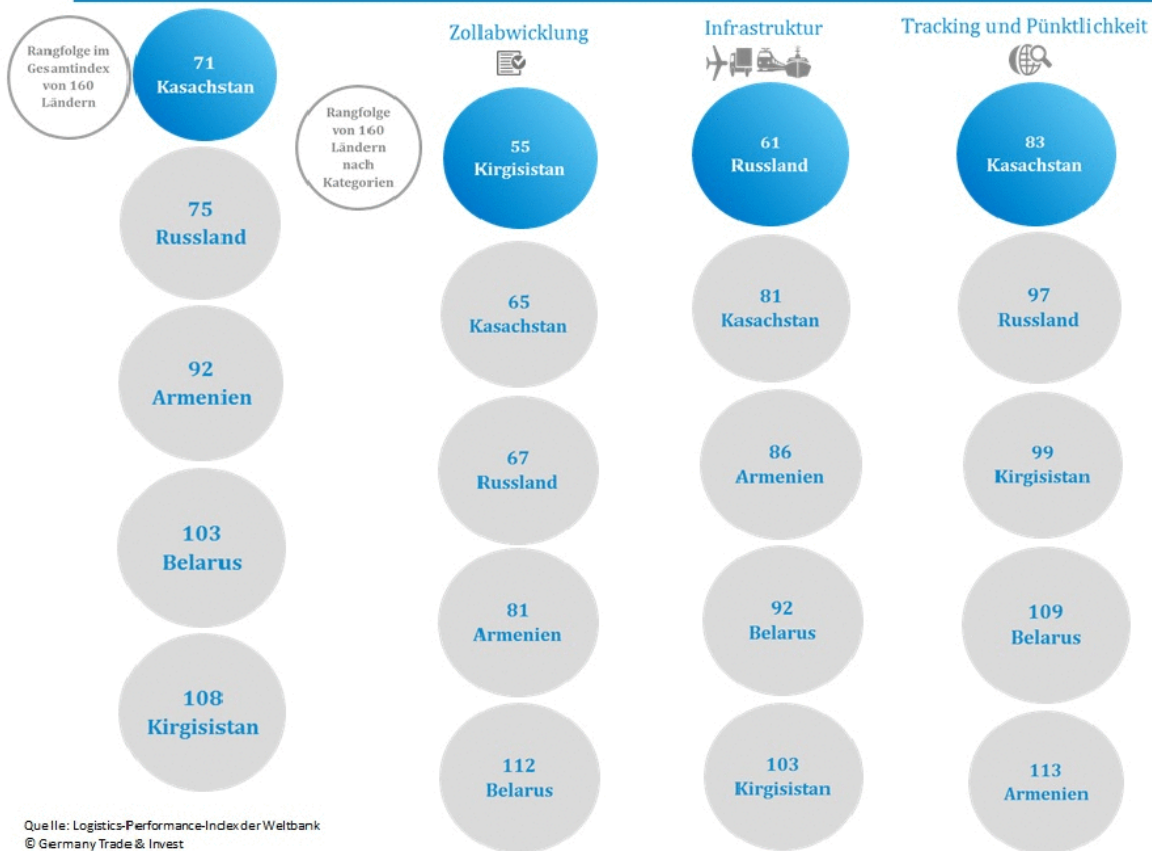 Rangfolge im
Gesamtindex
von 160
Ländern
71
Kasachstan
75
Russland
92
Armenien
103
Belarus
108
Kirgisistan
Rangfolge
von 160
Ländern
nach
Kategorien
Zollabwicklung
55
Kirgisistan
65
Kasachstan
67
Russland
81
Armenien
112
Belarus
Infrastruktur
61
Russland
81
Kasachstan
86
Armenien
92
Belarus
103
Kirgisistan
Tracking und Pünktlichkeit
83
Kasachstan
97
Russland
99
Kirgisistan
109
Belarus
113
Armenien
Quelle: Logistics-Performance-Index der Weltbank
© Germany Trade & Invest